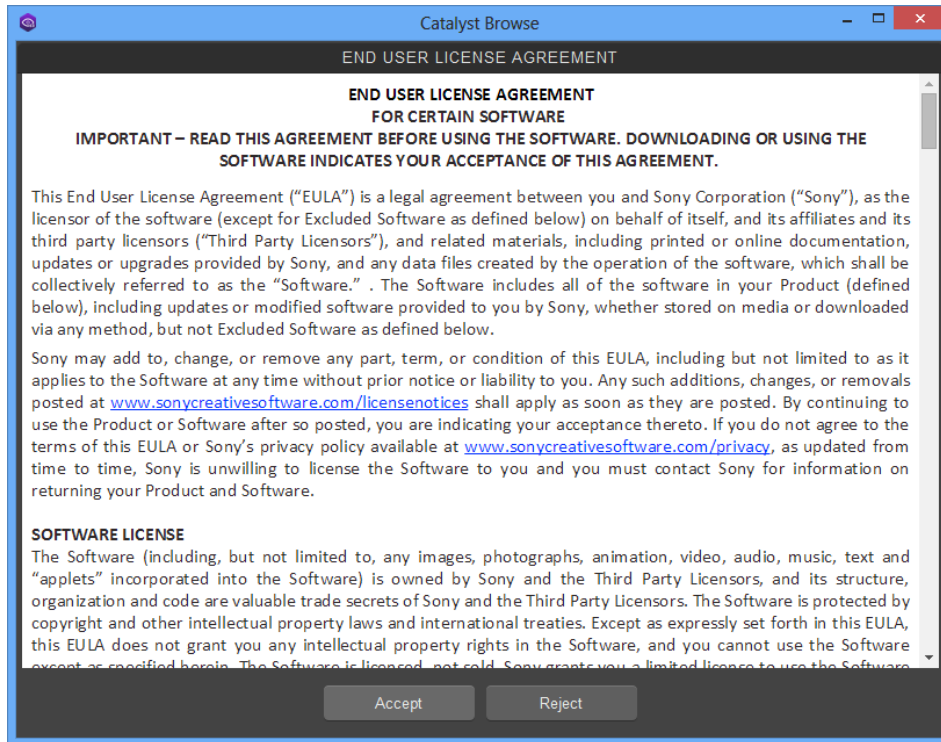 Catalyst Browse
END USER LICENSE AGREEMENT
END USER LICENSE AGREEMENT
FOR CERTAIN SOFTWARE
IMPORTANT – READ THIS AGREEMENT BEFORE USING THE SOFTWARE. DOWNLOADING OR USING THE
SOFTWARE INDICATES YOUR ACCEPTANCE OF THIS AGREEMENT.
This End User License Agreement (“EULA”) is a legal agreement between you and Sony Corporation (“Sony”), as the
licensor of the software (except for Excluded Software as defined below) on behalf of itself, and its affiliates and its
third party licensors (“Third Party Licensors”), and related materials, including printed or online documentation,
updates or upgrades provided by Sony, and any data files created by the operation of the software, which shall be
collectively referred to as the “Software.” . The Software includes all of the software in your Product (defined
below), including updates or modified software provided to you by Sony, whether stored on media or downloaded
via any method, but not Excluded Software as defined below.
Sony may add to, change, or remove any part, term, or condition of this EULA, including but not limited to as it
applies to the Software at any time without prior notice or liability to you. Any such additions, changes, or removals
posted at www.sonycreativesoftware.com/licensenotices shall apply as soon as they are posted. By continuing to
use the Product or Software after so posted, you are indicating your acceptance thereto. If you do not agree to the
terms of this EULA or Sony’s privacy policy available at www.sonycreativesoftware.com/privacy, as updated from
time to time, Sony is unwilling to license the Software to you and you must contact Sony for information on
returning your Product and Software.
SOFTWARE LICENSE
The Software (including, but not limited to, any images, photographs, animation, video, audio, music, text and
“applets” incorporated into the Software) is owned by Sony and the Third Party Licensors, and its structure,
organization and code are valuable trade secrets of Sony and the Third Party Licensors. The Software is protected by
copyright and other intellectual property laws and international treaties. Except as expressly set forth in this EULA,
this EULA does not grant you any intellectual property rights in the Software, and you cannot use the Software
except as specified herein. The Software is licensed, not sold. Sony grants you a limited license to use the Software
Accept
Reject